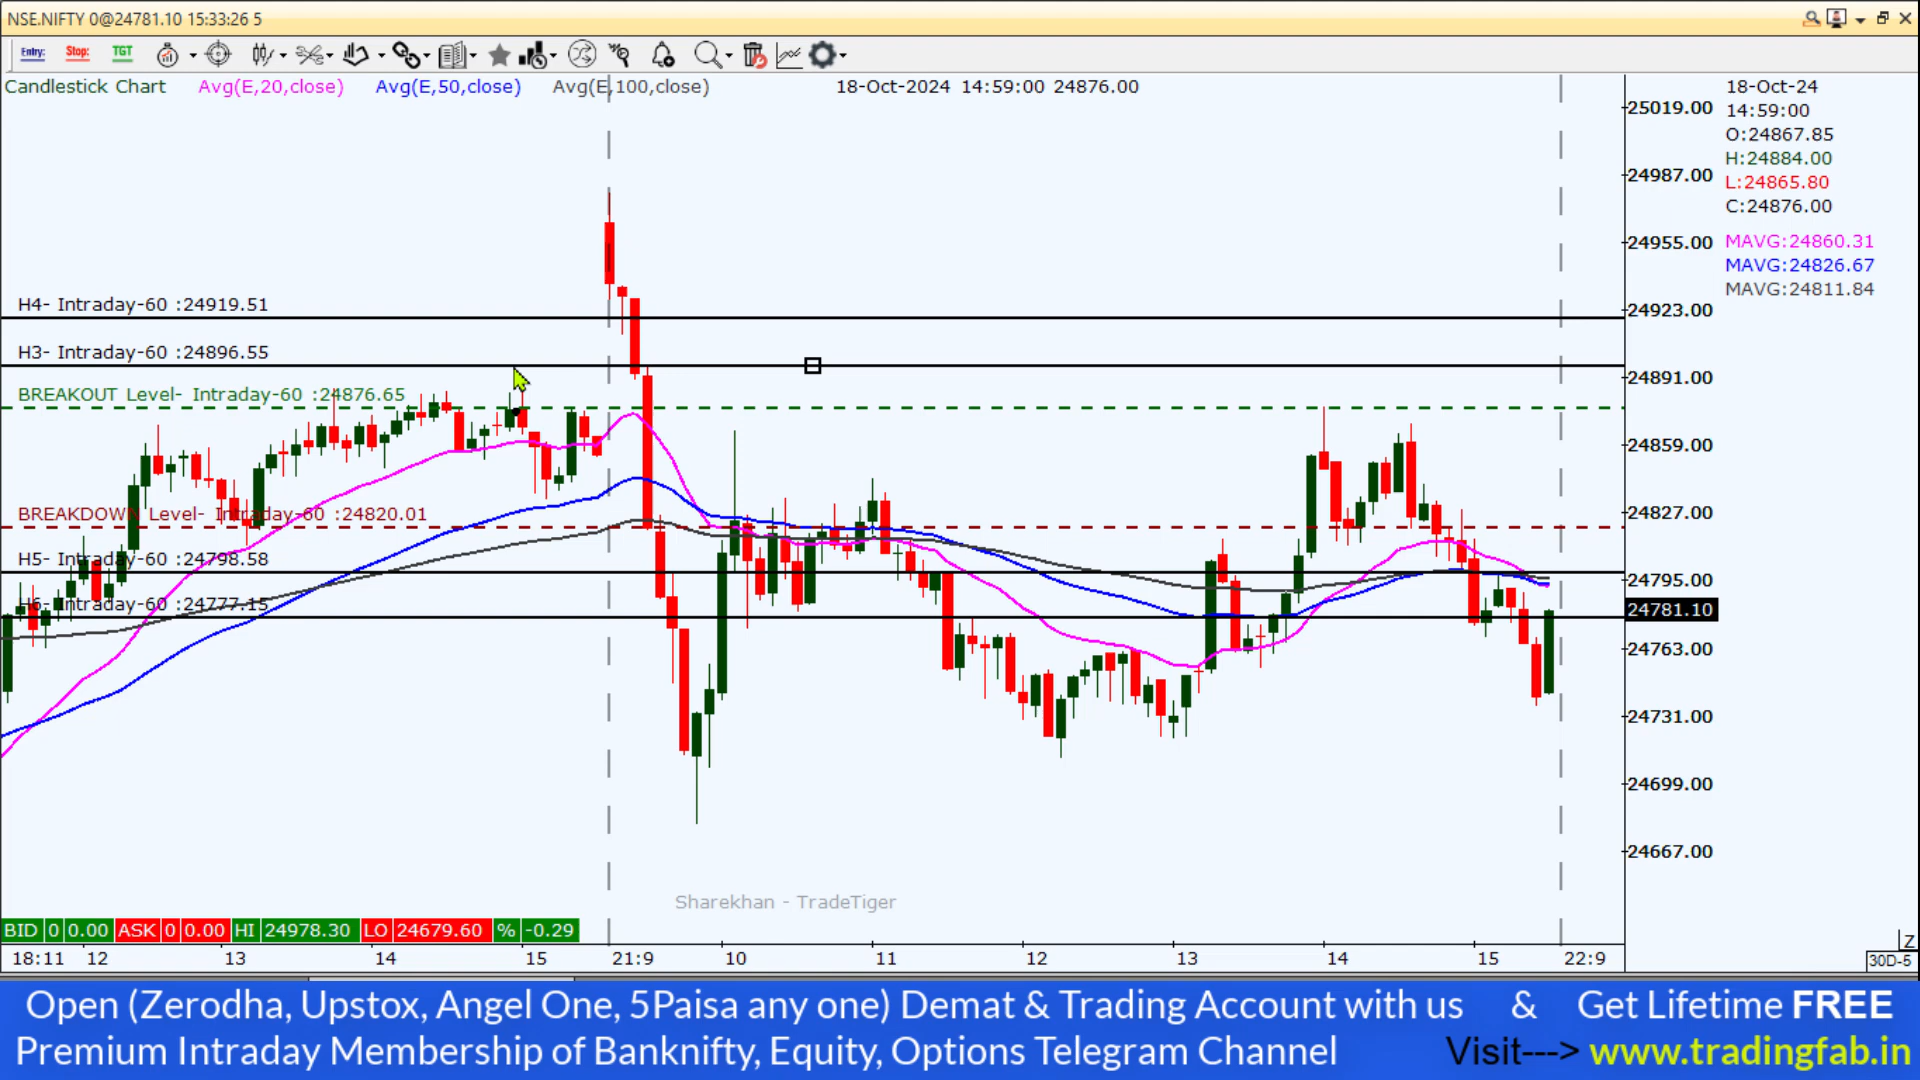 NSE.NIFTY 0@24781.10 15:33:26 5
Entry: Stop: TGT
Candlestick Chart Avg(E,20,close) Avg(E,50,close) Avg(E,100,close) 18-Oct-2024 14:59:00 24876.00
18-Oct-24
14:59:00
O:24867.85
H:24884.00
L:24865.80
C:24876.00
MAVG:24860.31
MAVG:24826.67
MAVG:24811.84
25019.00
24987.00
24955.00
24923.00
24891.00
24859.00
24827.00
24795.00
24781.10
24763.00
24731.00
24699.00
24667.00
H4- Intraday-60 :24919.51
H3- Intraday-60 :24896.55
BREAKOUT Level- Intraday-60 :24876.65
BREAKDOWN Level- Intraday-60 :24820.01
H5- Intraday-60 :24798.58
H6- Intraday-60 :24777.15
Sharekhan - TradeTiger
BID 0 0.00 ASK 0 0.00 HI 24978.30 LO 24679.60 % -0.29
18:11 12 13 14 15 21:9 10 11 12 13 14 15 22:9
Z
30D-5
Open (Zerodha, Upstox, Angel One, 5Paisa any one) Demat & Trading Account with us & Get Lifetime FREE
Premium Intraday Membership of Banknifty, Equity, Options Telegram Channel Visit---> www.tradingfab.in